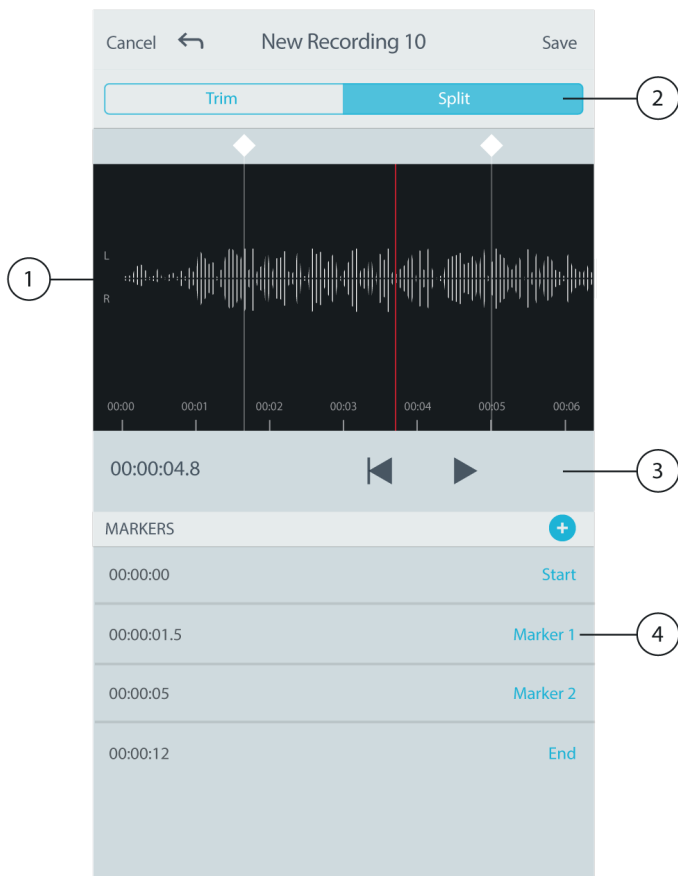 Cancel New Recording 10 Save
Trim Split
2
L
1
R
00:00 00:01 00:02 00:03 00:04 00:05 00:06
00:00:04.8
3
MARKERS
00:00:00 Start
00:00:01.5 Marker 1
4
00:00:05 Marker 2
00:00:12 End